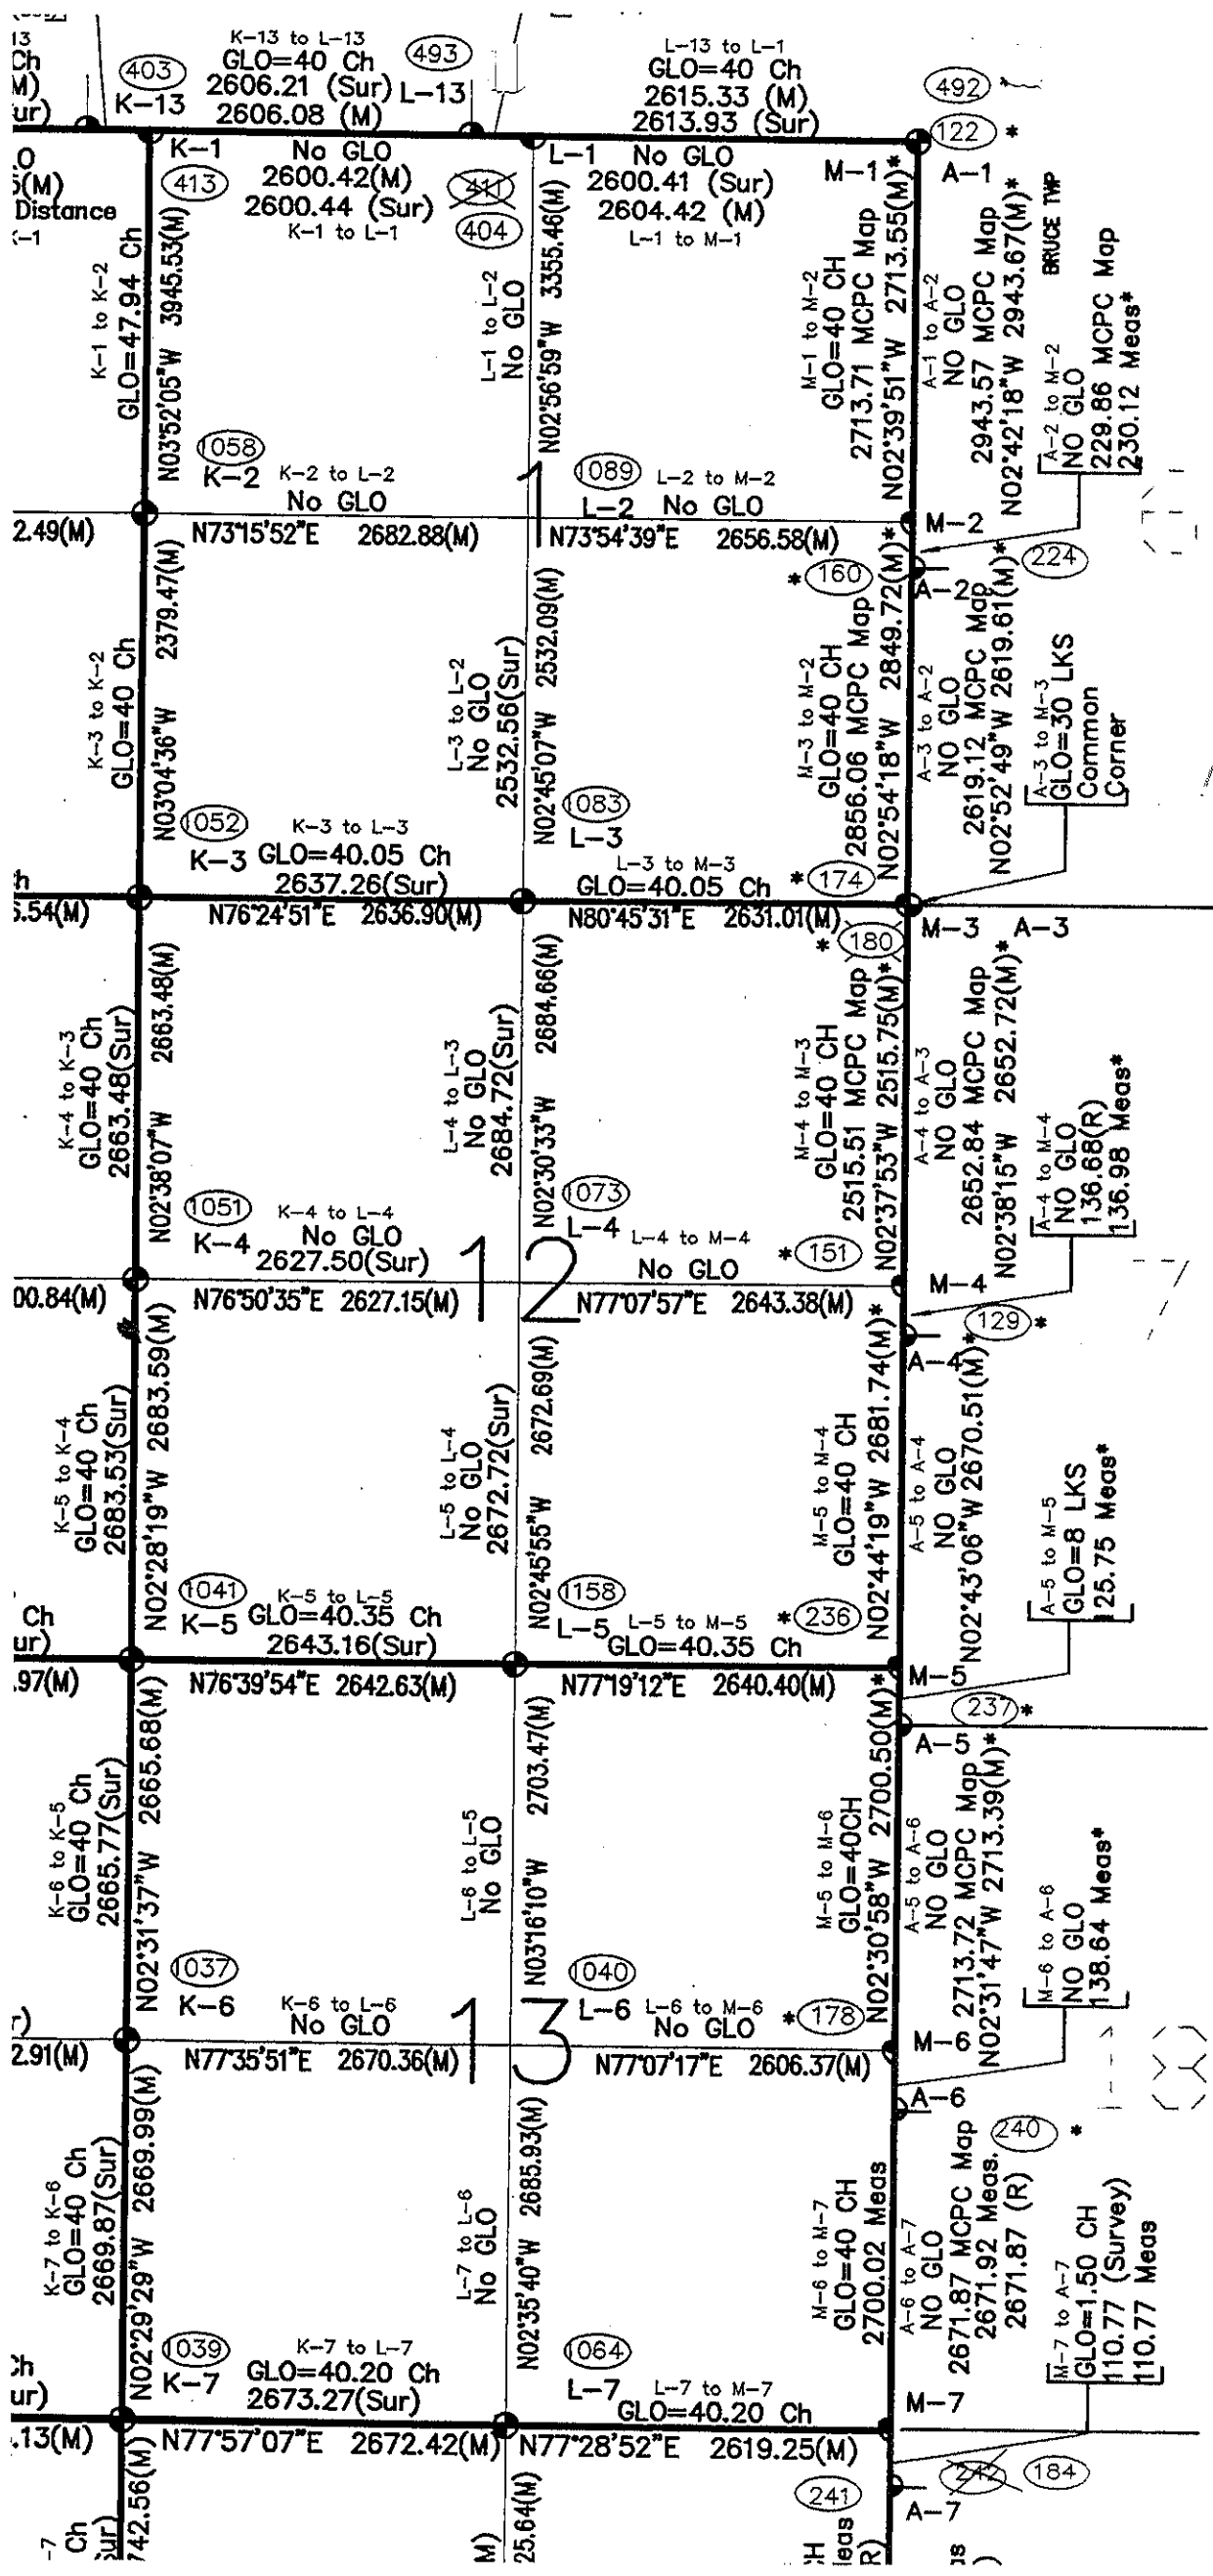 13
Ch
(M)
(Sur)
403
K-13
K-13 to L-13
GLO=40 Ch
2606.21 (Sur)
2606.08 (M)
493
L-13
L-13 to L-1
GLO=40 Ch
2615.33 (M)
2613.93 (Sur)
492 *
122 *
K-1
413
No GLO
2600.42(M)
2600.44 (Sur)
K-1 to L-1
411
404
L-1
No GLO
2600.41 (Sur)
2604.42 (M)
L-1 to M-1
M-1
A-1
(M)
Distance
K-1
K-1 to K-2
GLO=47.94 Ch
N03°52'05"W 3945.53(M)
L-1 to L-2
No GLO
N02°56'59"W 3355.46(M)
M-1 to M-2
GLO=40 CH
2713.71 MCPC Map
N02°39'51"W 2713.55(M)*
A-1 to A-2
NO GLO
2943.57 MCPC Map
N02°42'18"W 2943.67(M)*
BRUCE TWP
A-2 to M-2
NO GLO
229.86 MCPC Map
230.12 Meas*
1058
K-2
K-2 to L-2
No GLO
1
1089
L-2
L-2 to M-2
No GLO
M-2
2.49(M)
N73°15'52"E 2682.88(M)
N73°54'39"E 2656.58(M)
* 160
A-2
224
K-3 to K-2
GLO=40 Ch
N03°04'36"W 2379.47(M)
L-3 to L-2
No GLO
2532.56(Sur)
N02°45'07"W 2532.09(M)
M-3 to M-2
GLO=40 CH
2856.06 MCPC Map
N02°54'18"W 2849.72(M)*
A-3 to A-2
NO GLO
2619.12 MCPC Map
N02°52'49"W 2619.61(M)*
A-3 to M-3
GLO=30 LKS
Common
Corner
1052
K-3
K-3 to L-3
GLO=40.05 Ch
2637.26(Sur)
1083
L-3
L-3 to M-3
GLO=40.05 Ch
* 174
6.54(M)
N76°24'51"E 2636.90(M)
N80°45'31"E 2631.01(M)
* 180
M-3
A-3
K-4 to K-3
GLO=40 Ch
2663.48(Sur)
N02°38'07"W 2663.48(M)
L-4 to L-3
No GLO
2684.72(Sur)
N02°30'33"W 2684.66(M)
M-4 to M-3
GLO=40 CH
2515.51 MCPC Map
N02°37'53"W 2515.75(M)*
A-4 to A-3
NO GLO
2652.84 MCPC Map
N02°38'15"W 2652.72(M)*
A-4 to M-4
NO GLO
136.68(R)
136.98 Meas*
1051
K-4
K-4 to L-4
No GLO
2627.50(Sur)
12
1073
L-4
L-4 to M-4
No GLO
* 151
M-4
7
00.84(M)
N76°50'35"E 2627.15(M)
N77°07'57"E 2643.38(M)
129 *
A-4
K-5 to K-4
GLO=40 Ch
2683.53(Sur)
N02°28'19"W 2683.59(M)
L-5 to L-4
No GLO
2672.72(Sur)
N02°45'55"W 2672.69(M)
M-5 to M-4
GLO=40 CH
N02°44'19"W 2681.74(M)*
A-5 to A-4
NO GLO
N02°43'06"W 2670.51(M)*
A-5 to M-5
GLO=8 LKS
125.75 Meas*
Ch
1041
K-5
K-5 to L-5
GLO=40.35 Ch
2643.16(Sur)
1158
L-5
L-5 to M-5
GLO=40.35 Ch
* 236
M-5
.97(M)
N76°39'54"E 2642.63(M)
N77°19'12"E 2640.40(M)
237 *
A-5
K-6 to K-5
GLO=40 Ch
2665.77(Sur)
N02°31'37"W 2665.68(M)
L-6 to L-5
No GLO
N03°16'10"W 2703.47(M)
M-5 to M-6
GLO=40CH
N02°30'58"W 2700.50(M)*
A-5 to A-6
NO GLO
2713.72 MCPC Map
N02°31'47"W 2713.39(M)*
M-6 to A-6
NO GLO
138.64 Meas*
1037
K-6
K-6 to L-6
No GLO
13
1040
L-6
L-6 to M-6
No GLO
* 178
M-6
18
2.91(M)
N77°35'51"E 2670.36(M)
N77°07'17"E 2606.37(M)
A-6
240 *
K-7 to K-6
GLO=40 Ch
2669.87(Sur)
N02°29'29"W 2669.99(M)
L-7 to L-6
No GLO
N02°35'40"W 2685.93(M)
M-6 to M-7
GLO=40 CH
2700.02 Meas
A-6 to A-7
NO GLO
2671.87 MCPC Map
2671.92 Meas.
2671.87 (R)
M-7 to A-7
GLO=1.50 CH
110.77 (Survey)
110.77 Meas
1039
K-7
K-7 to L-7
GLO=40.20 Ch
2673.27(Sur)
1064
L-7
L-7 to M-7
GLO=40.20 Ch
M-7
.13(M)
N77°57'07"E 2672.42(M)
N77°28'52"E 2619.25(M)
241
242
184
A-7
-7
Ch
Sur)
742.56(M)
M)
25.64(M)
CH
Meas
R)